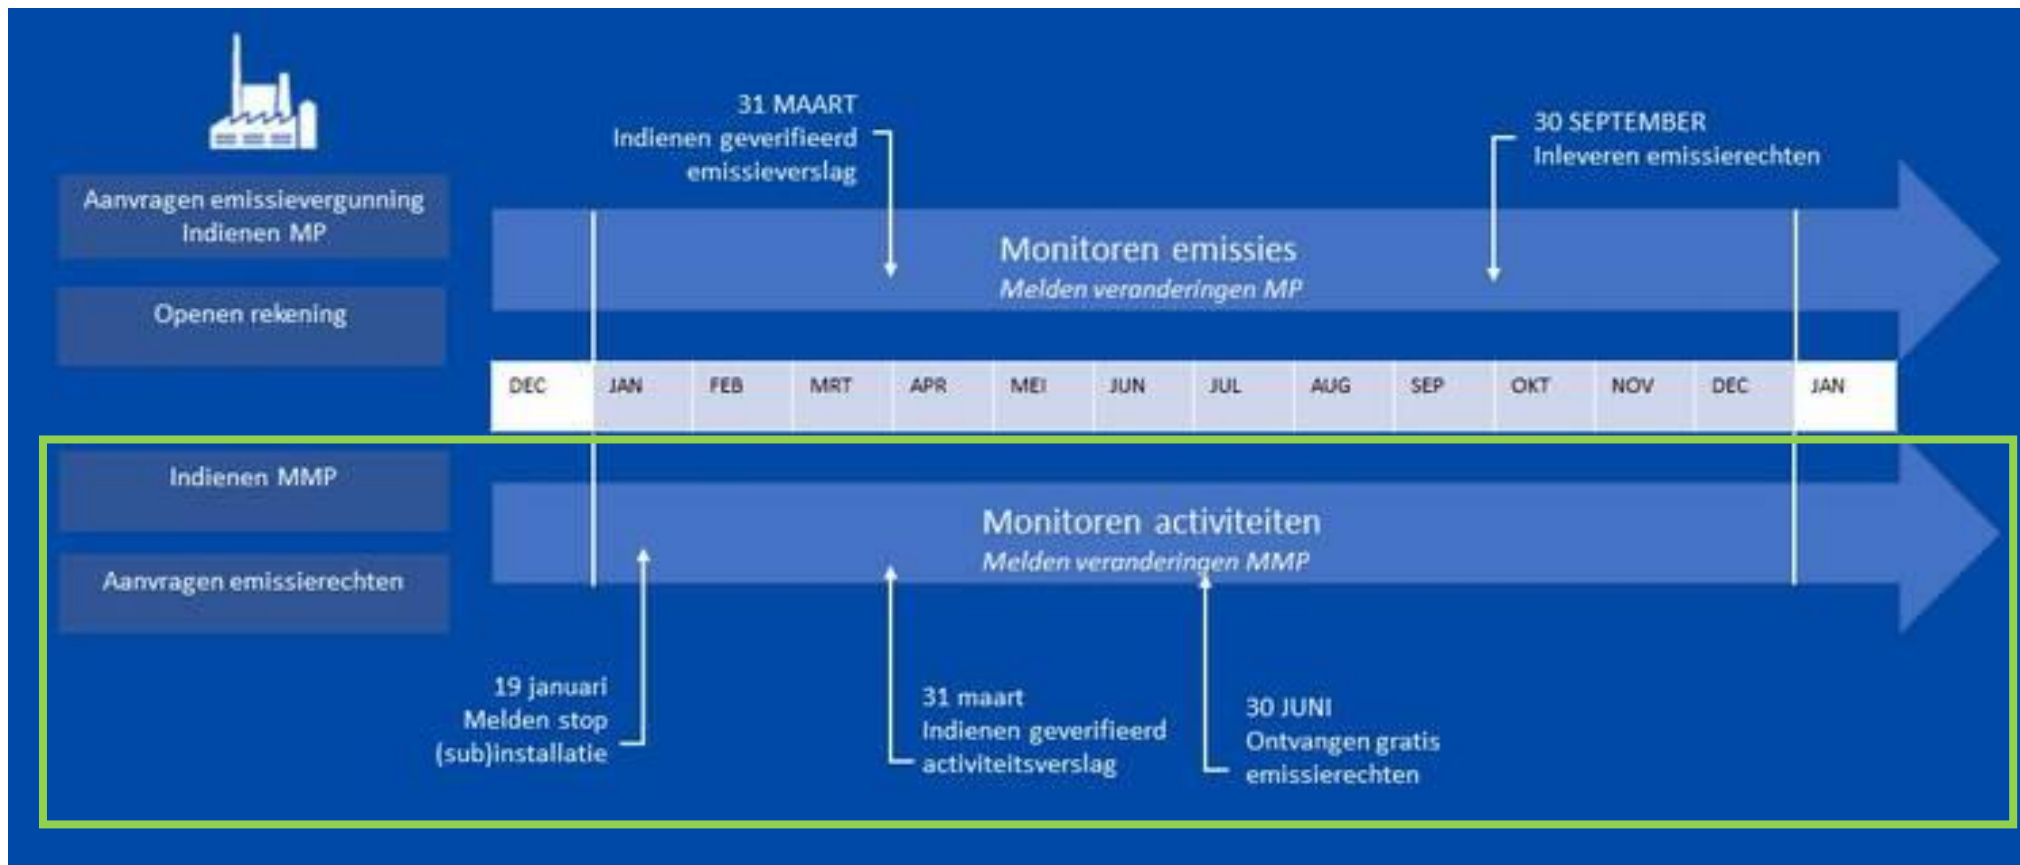 31 MAART
Indienen geverifieerd
emissieverslag
30 SEPTEMBER
Inleveren emissierechten
Aanvragen emissievergunning
Indienen MP
Openen rekening
Monitoren emissies
Melden veranderingen MP
DEC JAN FEB MRT APR MEI JUN JUL AUG SEP OKT NOV DEC JAN
Indienen MMP
Aanvragen emissierechten
Monitoren activiteiten
Melden veranderingen MMP
19 januari
Melden stop
(sub)installatie
31 maart
Indienen geverifieerd
activiteitsverslag
30 JUNI
Ontvangen gratis
emissierechten